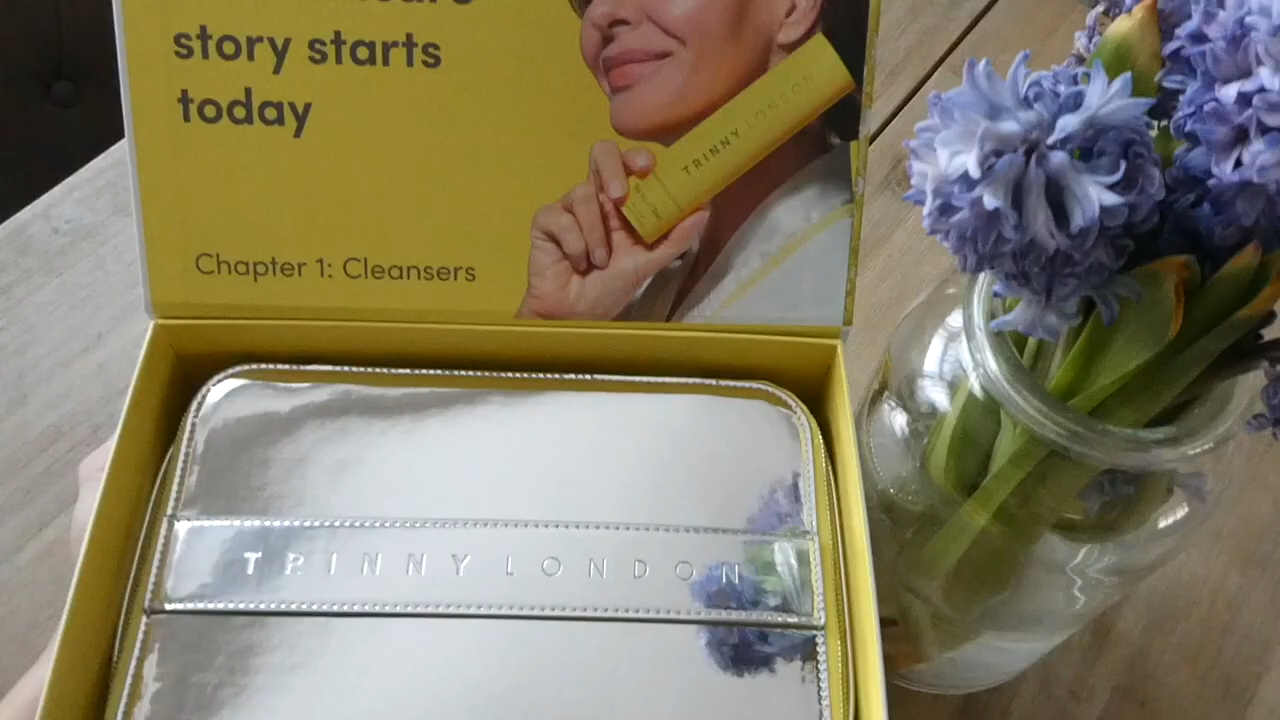 story starts
today
TRINNY LONDON
Chapter 1: Cleansers
TRINNY LONDON